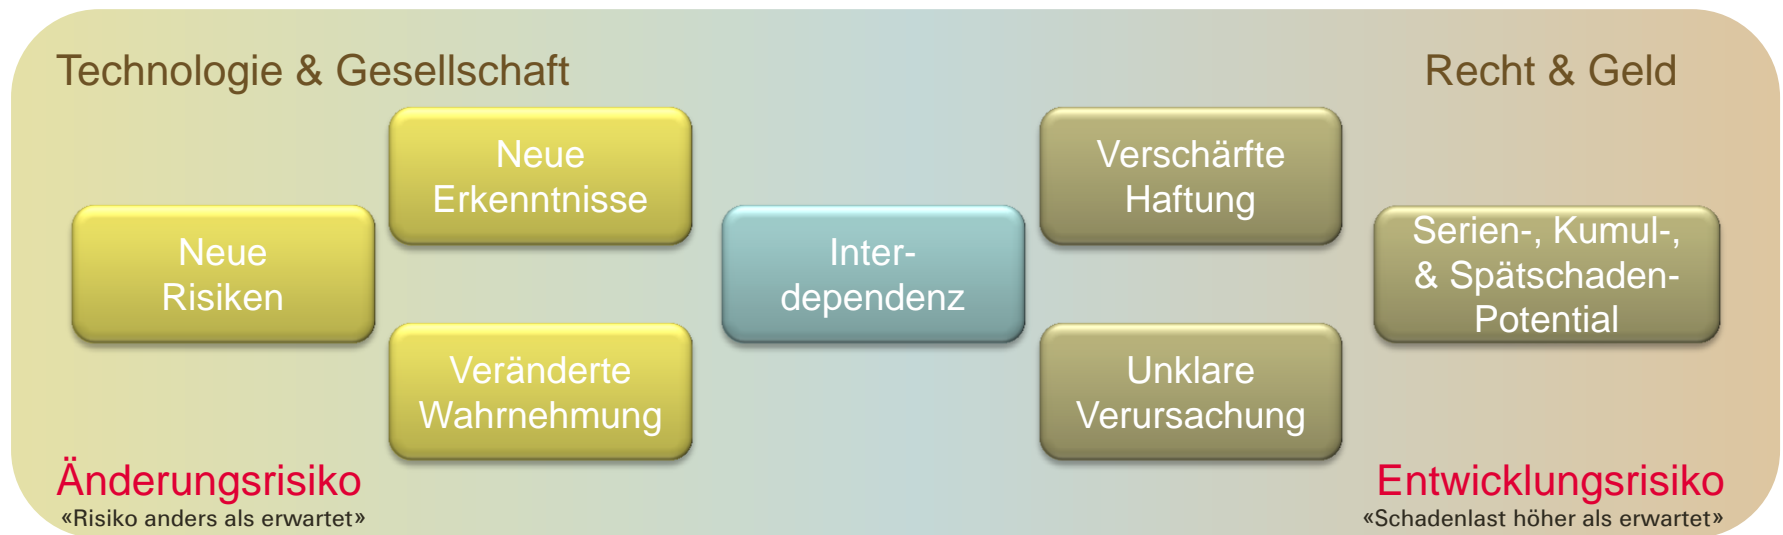 Technologie & Gesellschaft
Recht & Geld
Neue
Risiken
Neue
Erkenntnisse
Veränderte
Wahrnehmung
Inter-
dependenz
Verschärfte
Haftung
Unklare
Verursachung
Serien-, Kumul-,
& Spätschaden-
Potential
Änderungsrisiko
«Risiko anders als erwartet»
Entwicklungsrisiko
«Schadenlast höher als erwartet»